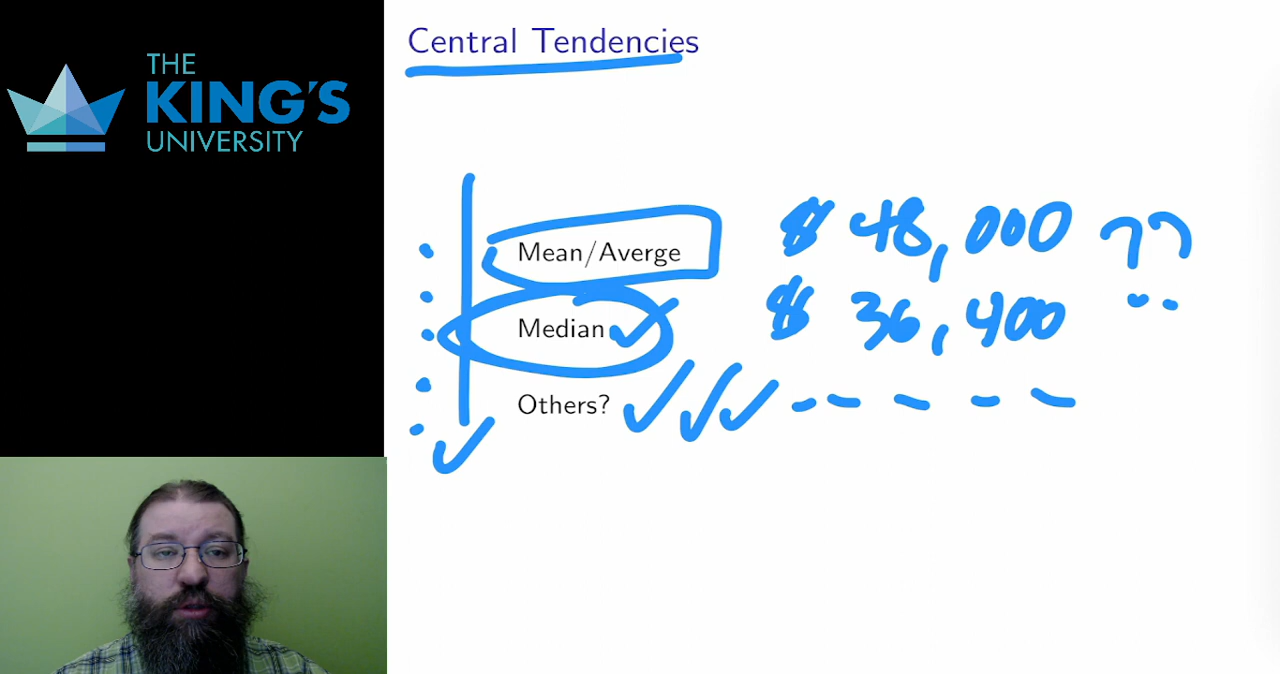 THE
KING'S
UNIVERSITY
Central Tendencies
Mean/Averge $ 48,000 ??
Median $ 36,400
Others?